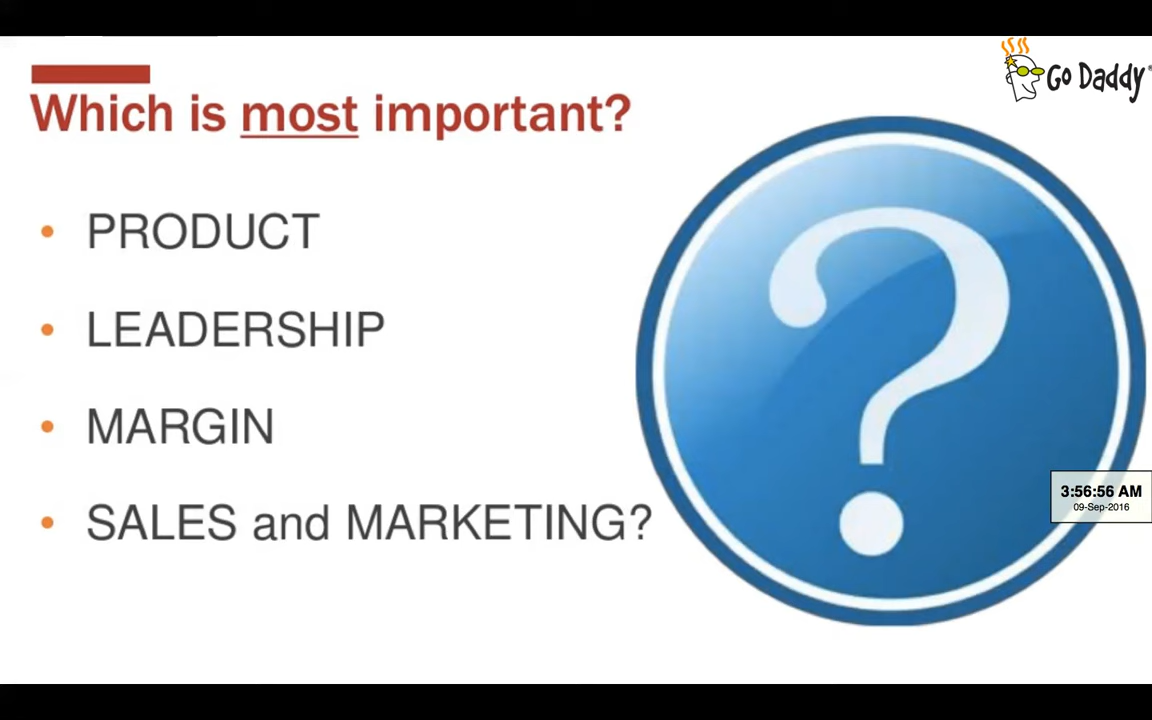 Go Daddy®
Which is most important?
• PRODUCT
• LEADERSHIP
• MARGIN
• SALES and MARKETING?
?
3:56:56 AM
09-Sep-2016